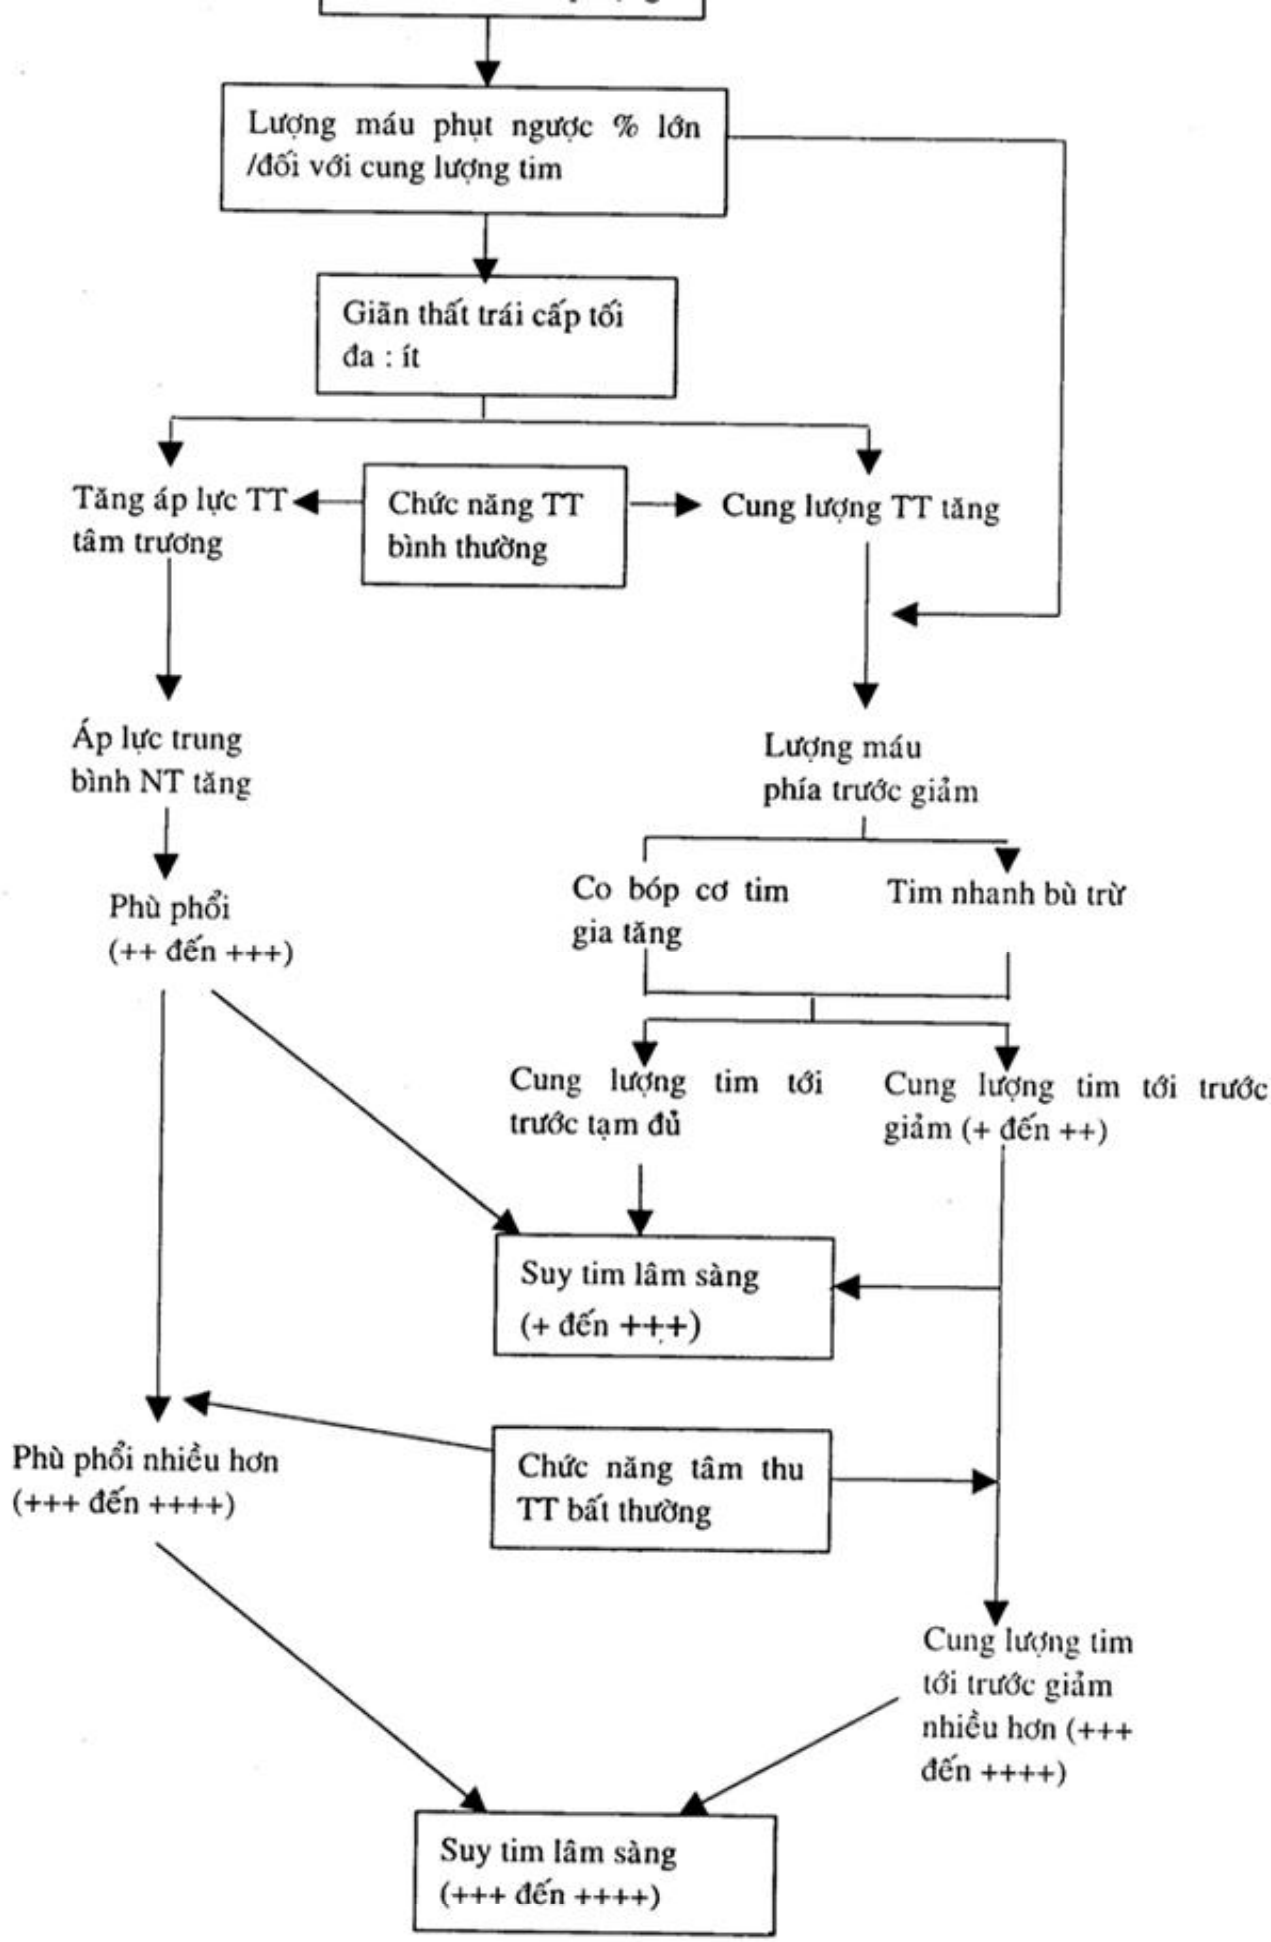 Lượng máu phụt ngược % lớn
/đối với cung lượng tim
Giãn thất trái cấp tối
đa : ít
Tăng áp lực TT
tâm trương
Chức năng TT
bình thường
Cung lượng TT tăng
Áp lực trung
bình NT tăng
Lượng máu
phía trước giảm
Phù phổi
(++ đến +++)
Co bóp cơ tim
gia tăng
Tim nhanh bù trừ
Cung lượng tim tới
trước tạm đủ
Cung lượng tim tới trước
giảm (+ đến ++)
Suy tim lâm sàng
(+ đến +++)
Phù phổi nhiều hơn
(+++ đến ++++)
Chức năng tâm thu
TT bất thường
Cung lượng tim
tới trước giảm
nhiều hơn (+++
đến ++++)
Suy tim lâm sàng
(+++ đến ++++)